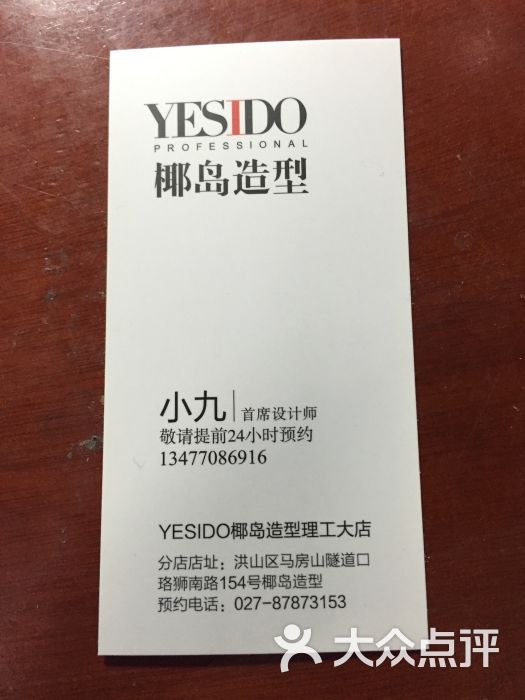 YESIDO
PROFESSIONAL
椰岛造型
小九|首席设计师
敬请提前24小时预约
13477086916
YESIDO椰岛造型理工大店
分店店址：洪山区马房山隧道口
珞狮南路154号椰岛造型
预约电话：027-87873153
大众点评